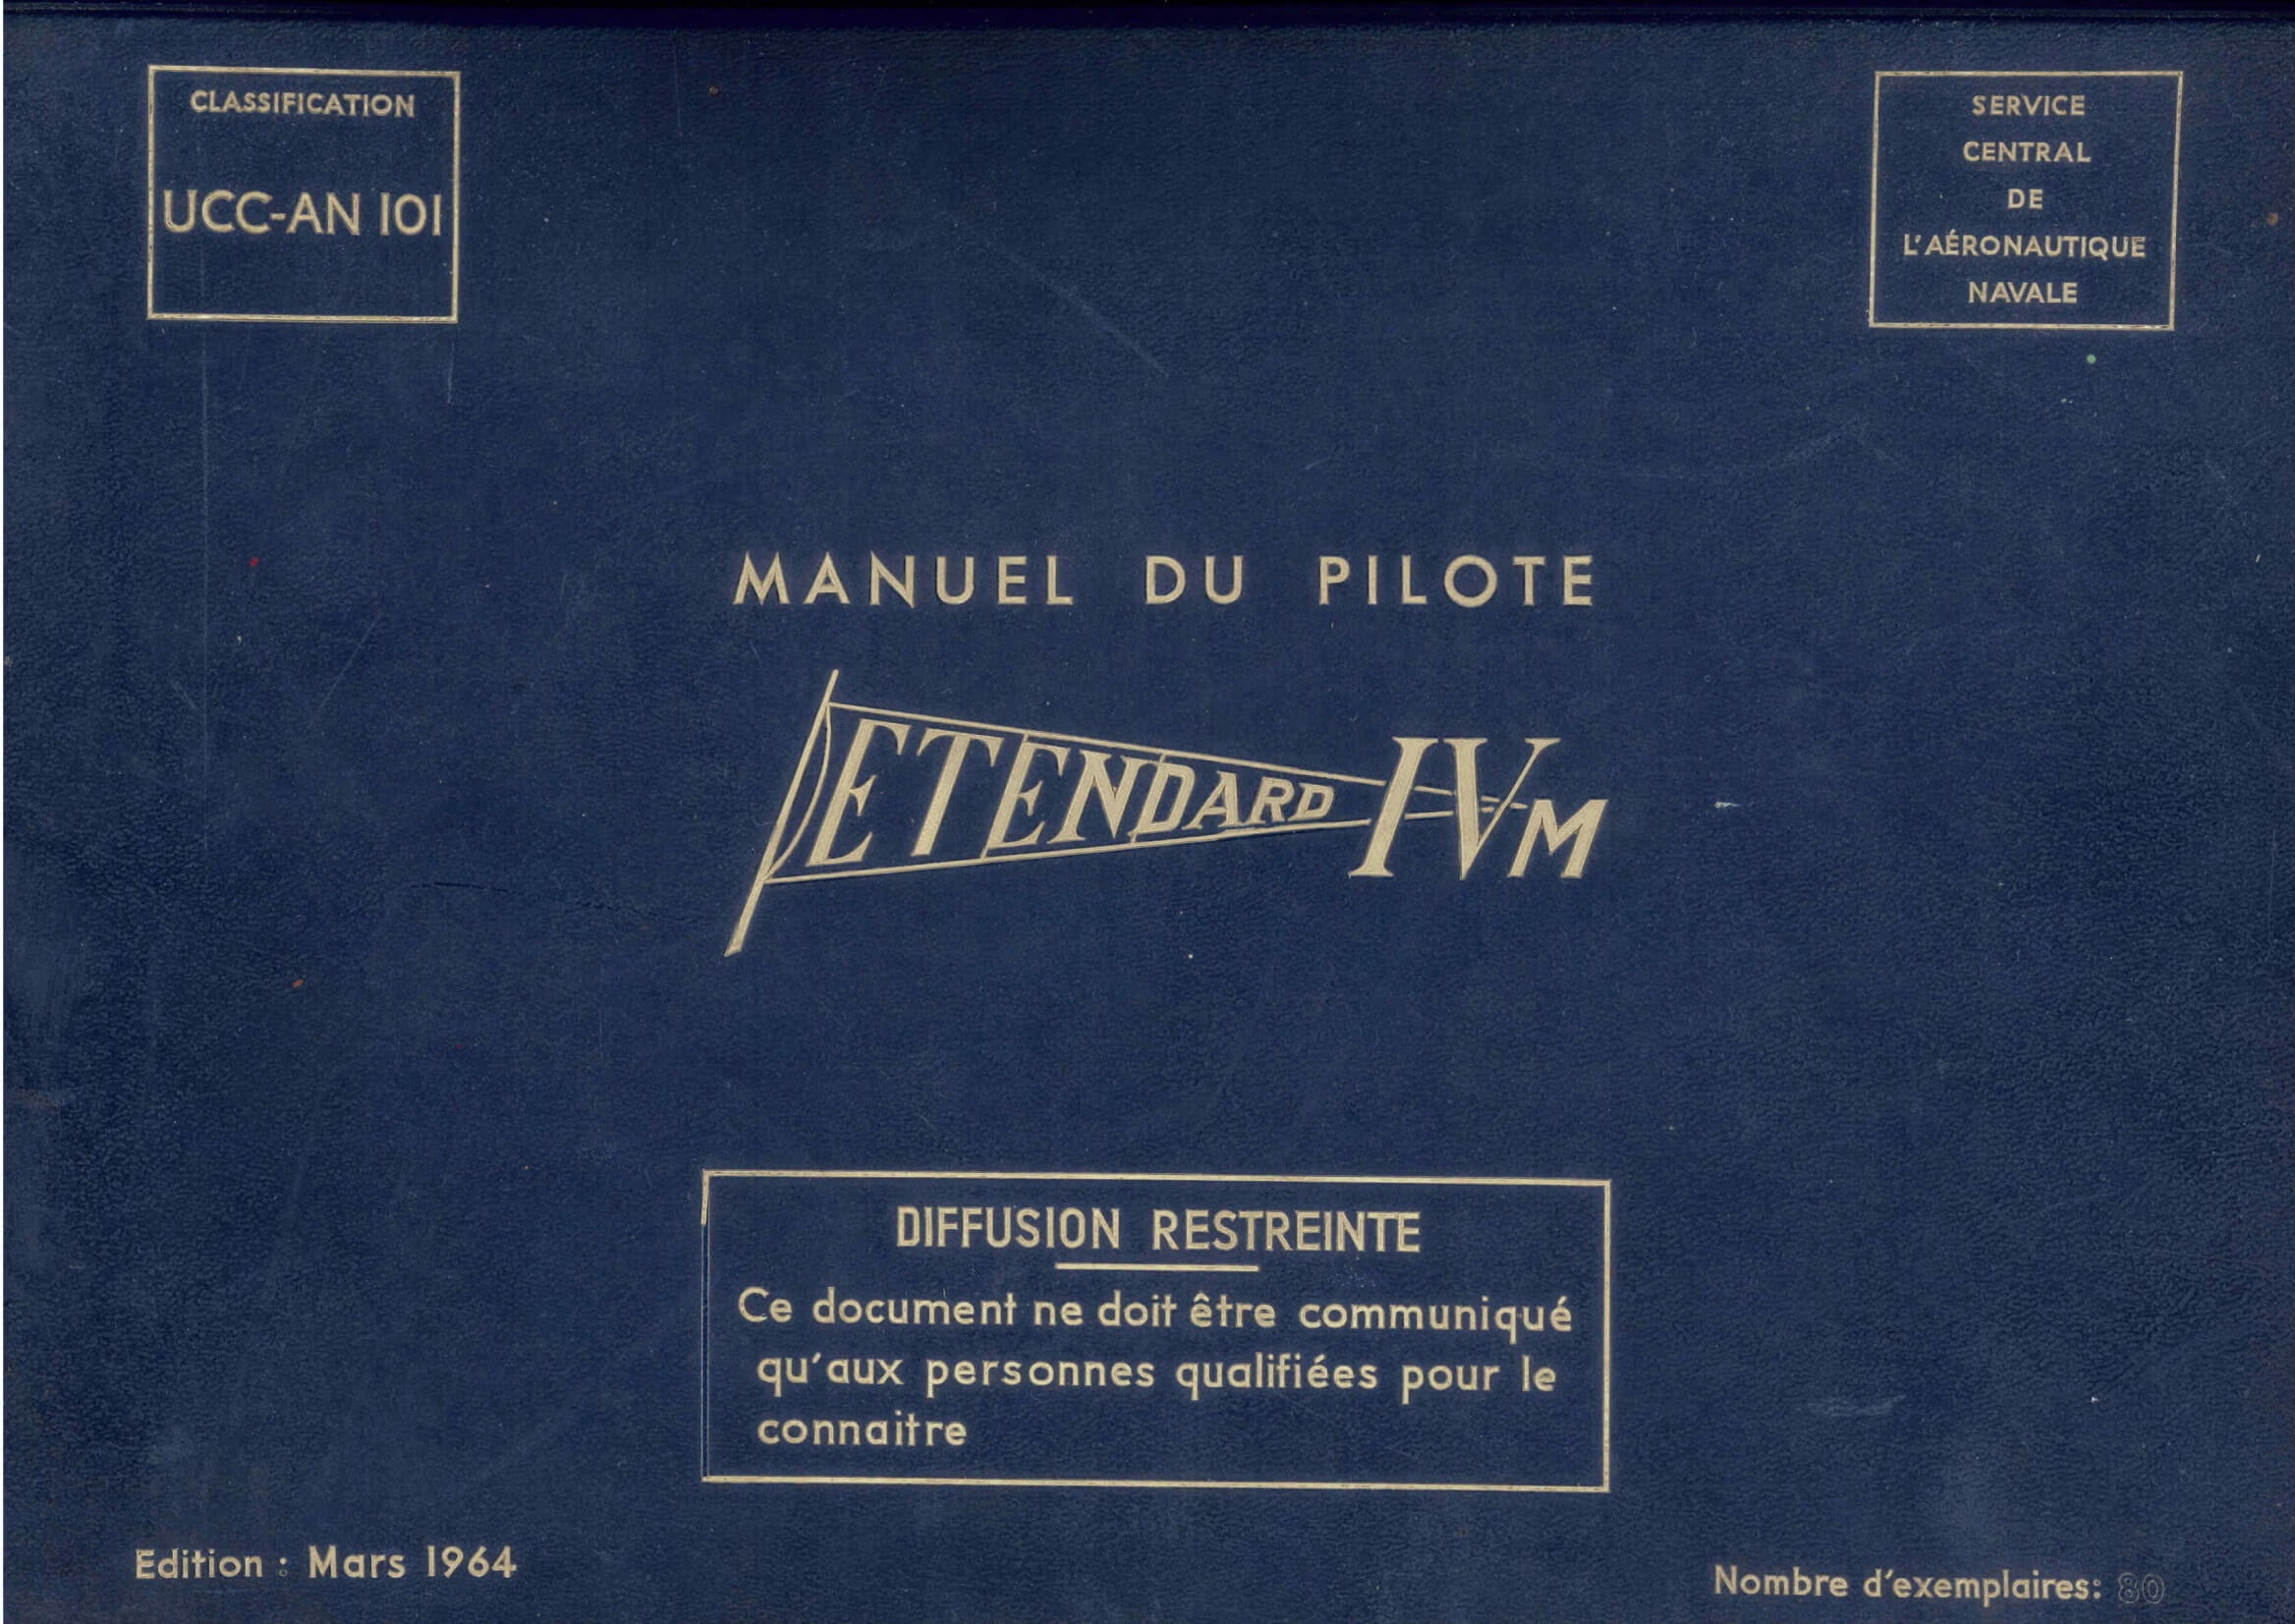 CLASSIFICATION
UCC-AN 101
SERVICE
CENTRAL
DE
L'AÉRONAUTIQUE
NAVALE
MANUEL DU PILOTE
ETENDARD IVM
DIFFUSION RESTREINTE
Ce document ne doit être communiqué
qu'aux personnes qualifiées pour le
connaitre
Edition : Mars 1964
Nombre d'exemplaires: 80